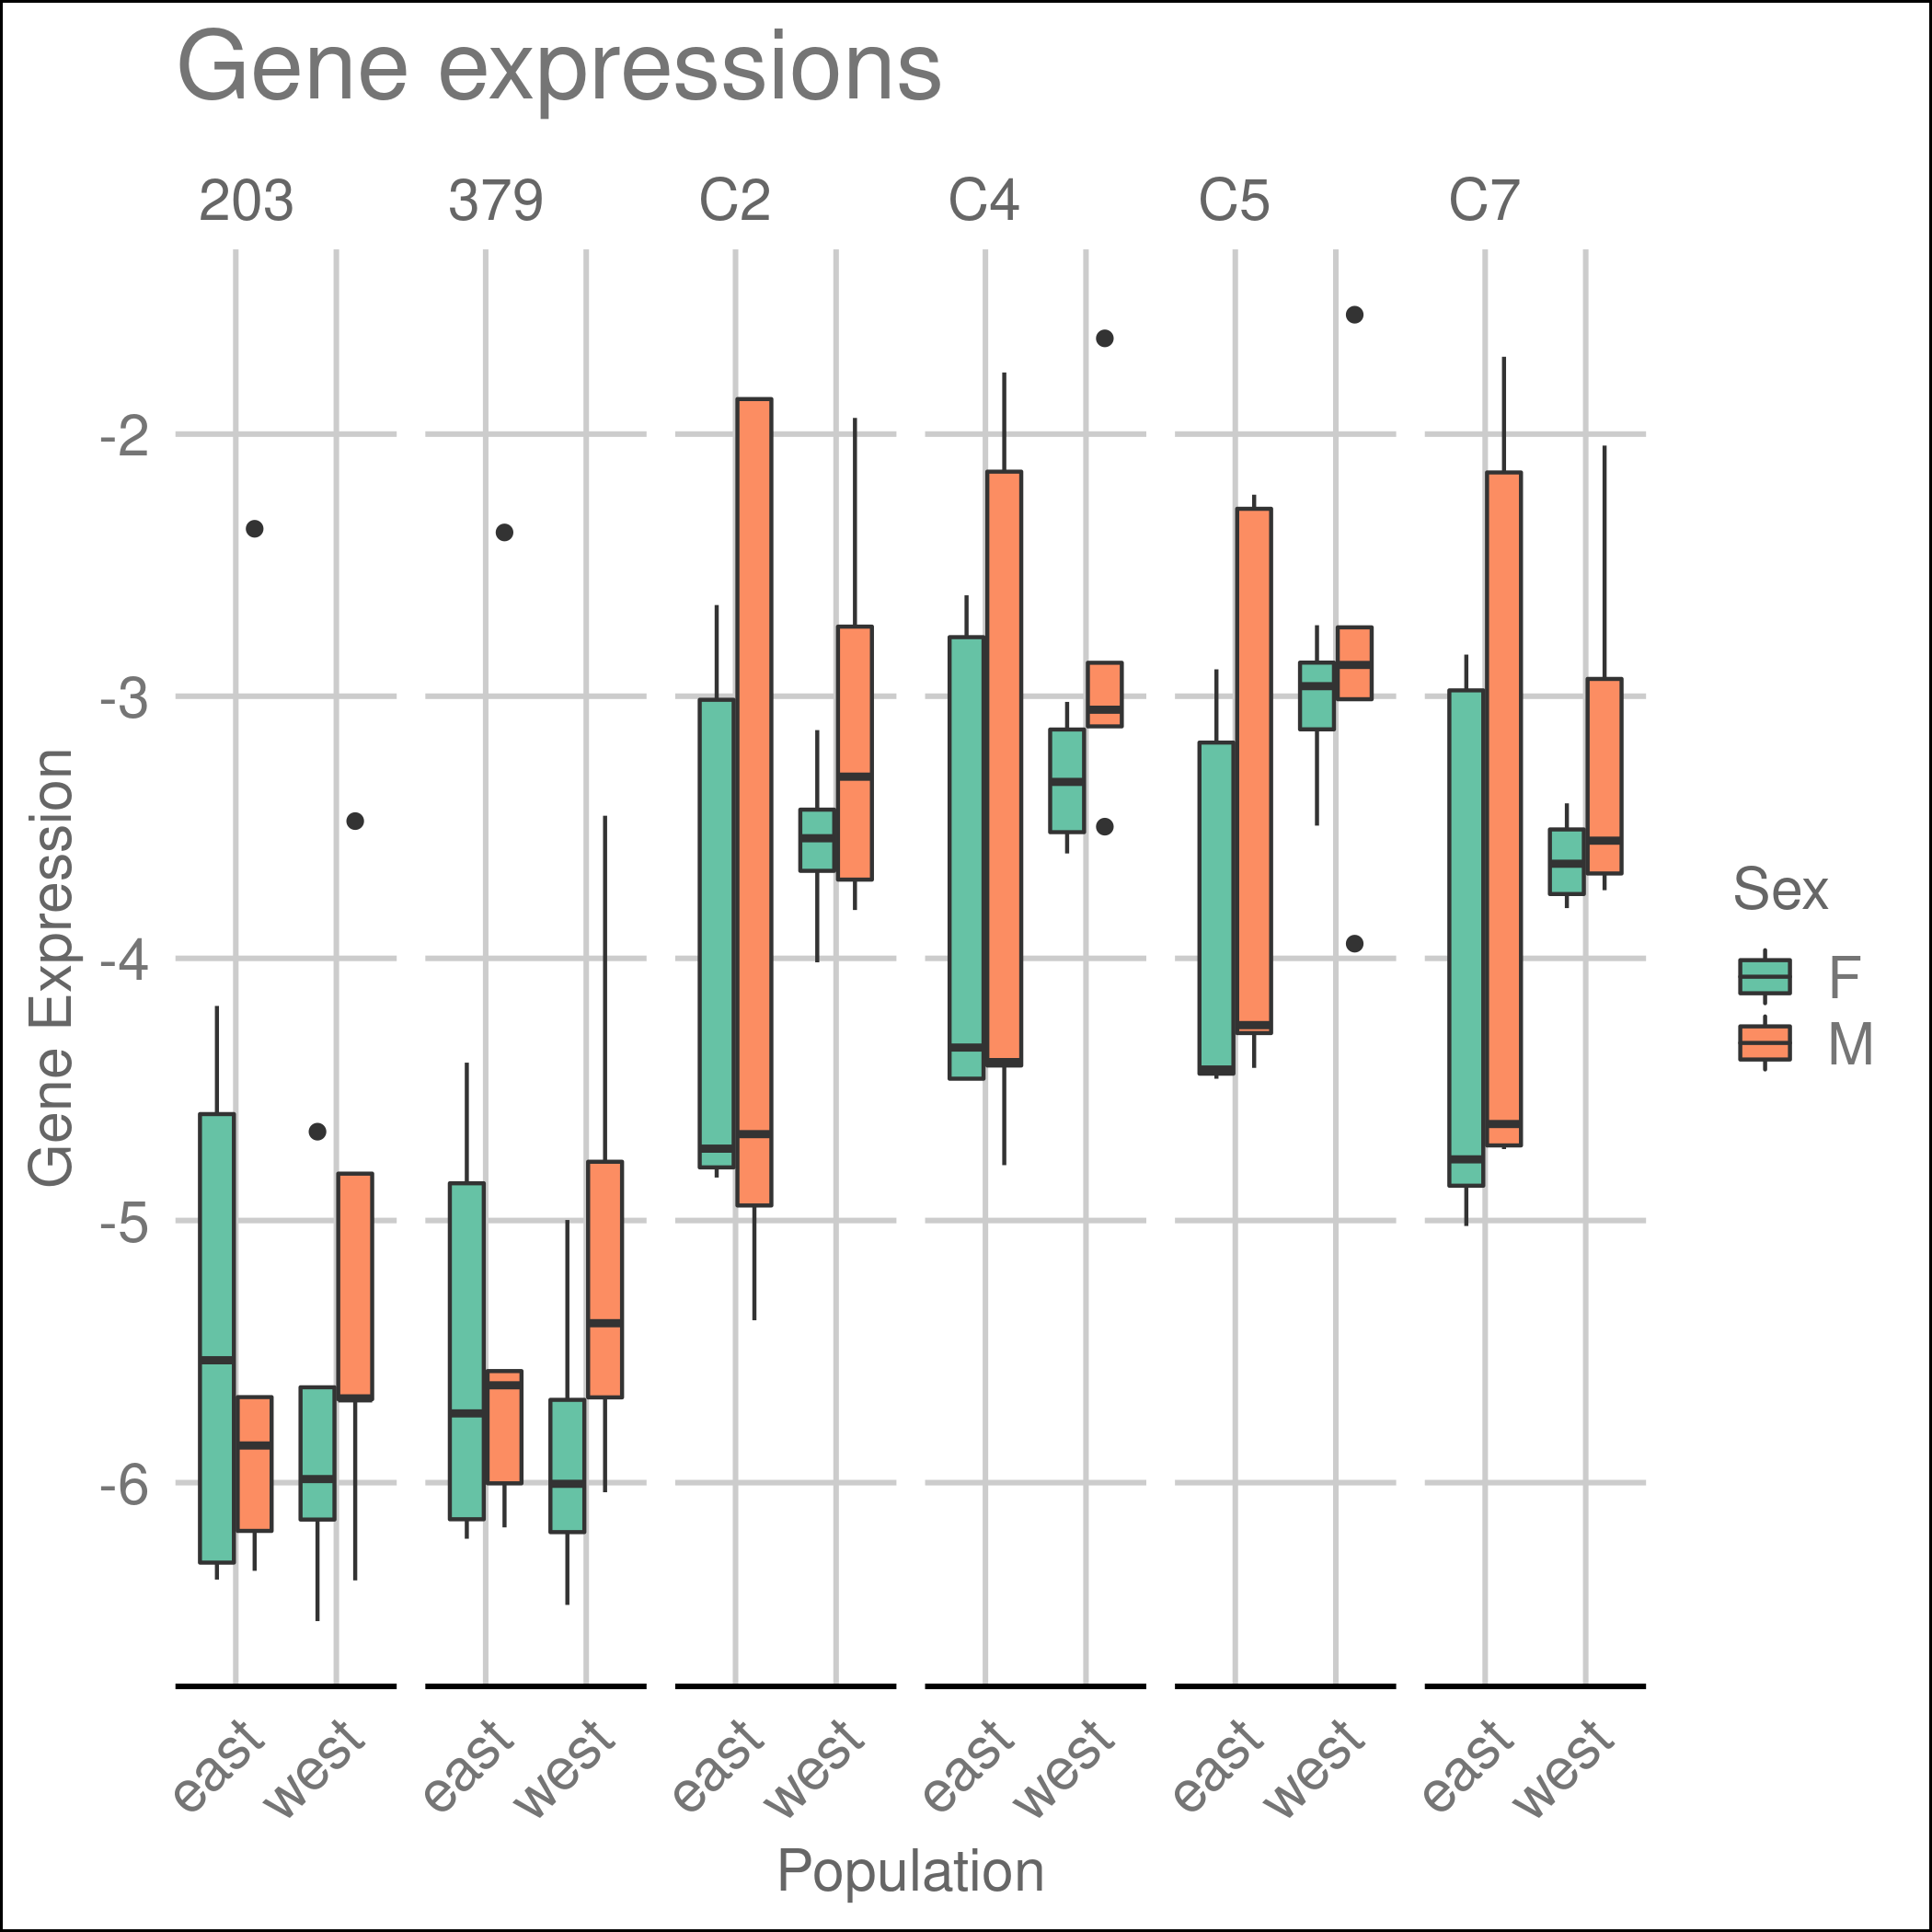 Gene expressions
203 379 C2 C4 C5 C7
-2
-3
-4
-5
-6
Gene Expression
east west east west east west east west east west east west
Population
Sex
F
M